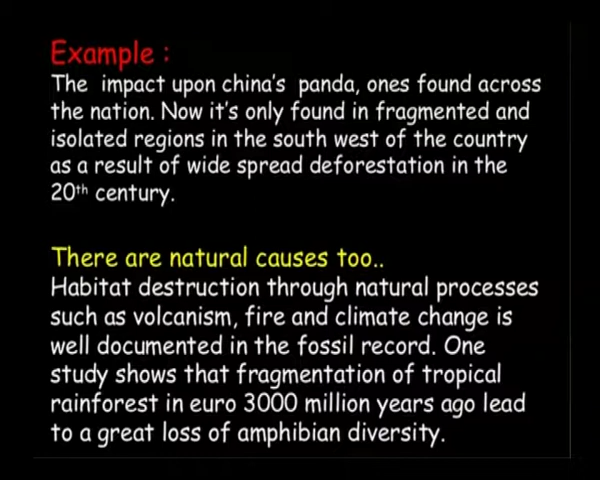 Example :
The impact upon china's panda, ones found across
the nation. Now it's only found in fragmented and
isolated regions in the south west of the country
as a result of wide spread deforestation in the
20th century.
There are natural causes too..
Habitat destruction through natural processes
such as volcanism, fire and climate change is
well documented in the fossil record. One
study shows that fragmentation of tropical
rainforest in euro 3000 million years ago lead
to a great loss of amphibian diversity.